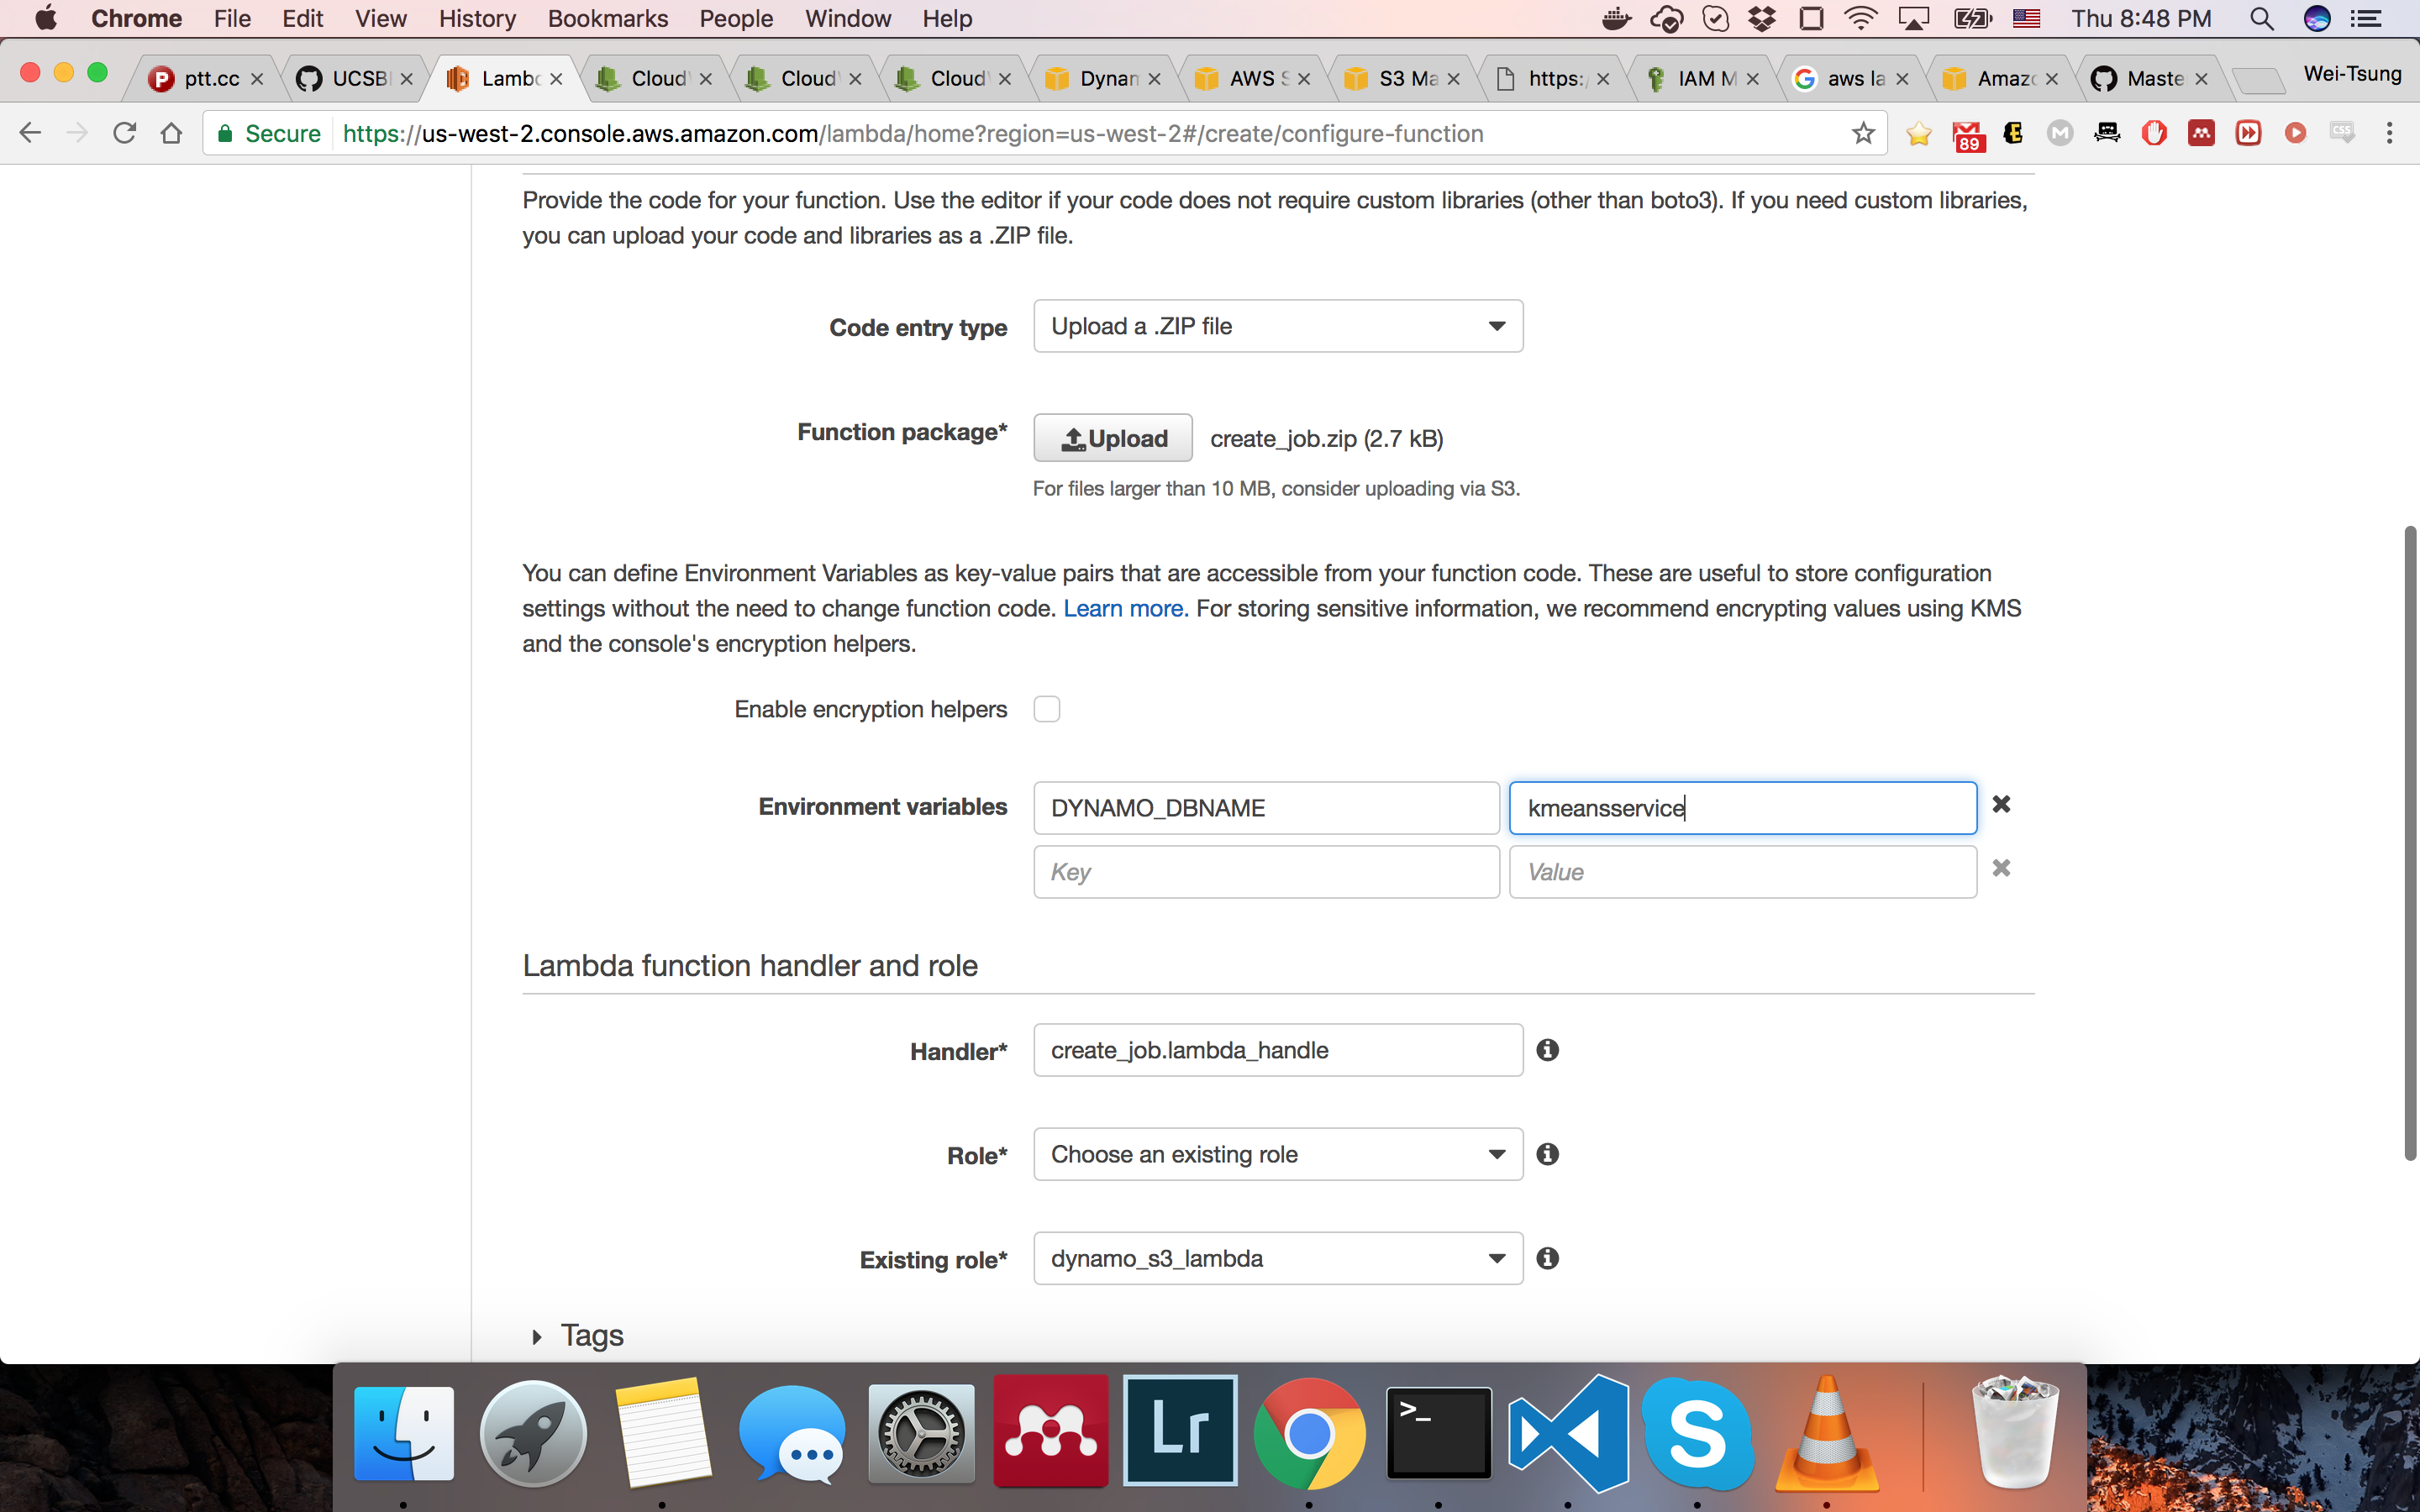 Chrome File Edit View History Bookmarks People Window Help Thu 8:48 PM
ptt.cc UCSB Lambd Cloud Cloud Cloud Dynam AWS S S3 Ma https: IAM M aws la Amaz Maste Wei-Tsung
Secure https://us-west-2.console.aws.amazon.com/lambda/home?region=us-west-2#/create/configure-function 89 CSS
Provide the code for your function. Use the editor if your code does not require custom libraries (other than boto3). If you need custom libraries,
you can upload your code and libraries as a .ZIP file.
Code entry type Upload a .ZIP file
Function package* Upload create_job.zip (2.7 kB)
For files larger than 10 MB, consider uploading via S3.
You can define Environment Variables as key-value pairs that are accessible from your function code. These are useful to store configuration
settings without the need to change function code. Learn more. For storing sensitive information, we recommend encrypting values using KMS
and the console's encryption helpers.
Enable encryption helpers
Environment variables DYNAMO_DBNAME kmeansservice
Key Value
Lambda function handler and role
Handler* create_job.lambda_handle
Role* Choose an existing role
Existing role* dynamo_s3_lambda
Tags
Lr >_ S